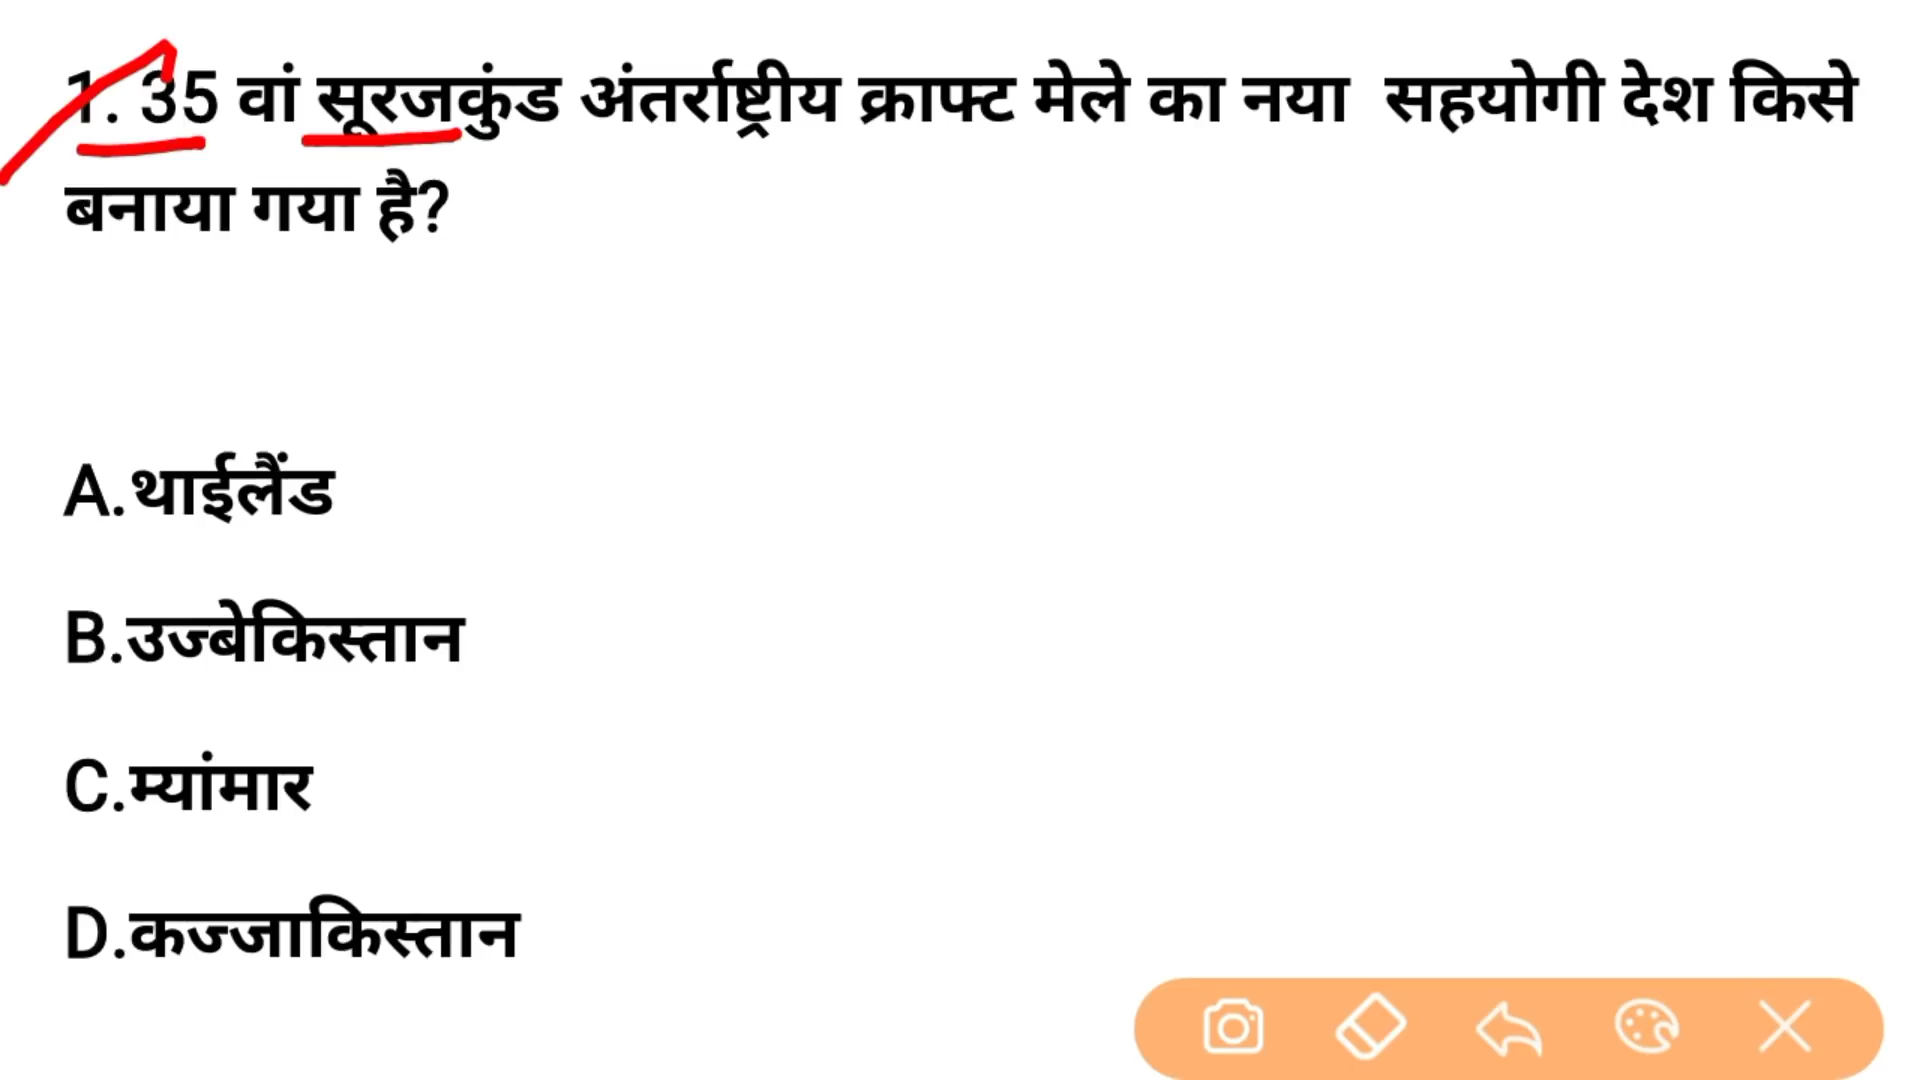 1. 35 वां सूरजकुंड अंतर्राष्ट्रीय क्राफ्ट मेले का नया सहयोगी देश किसे
बनाया गया है?
A.थाईलैंड
B.उज्बेकिस्तान
C.म्यांमार
D.कज्जाकिस्तान